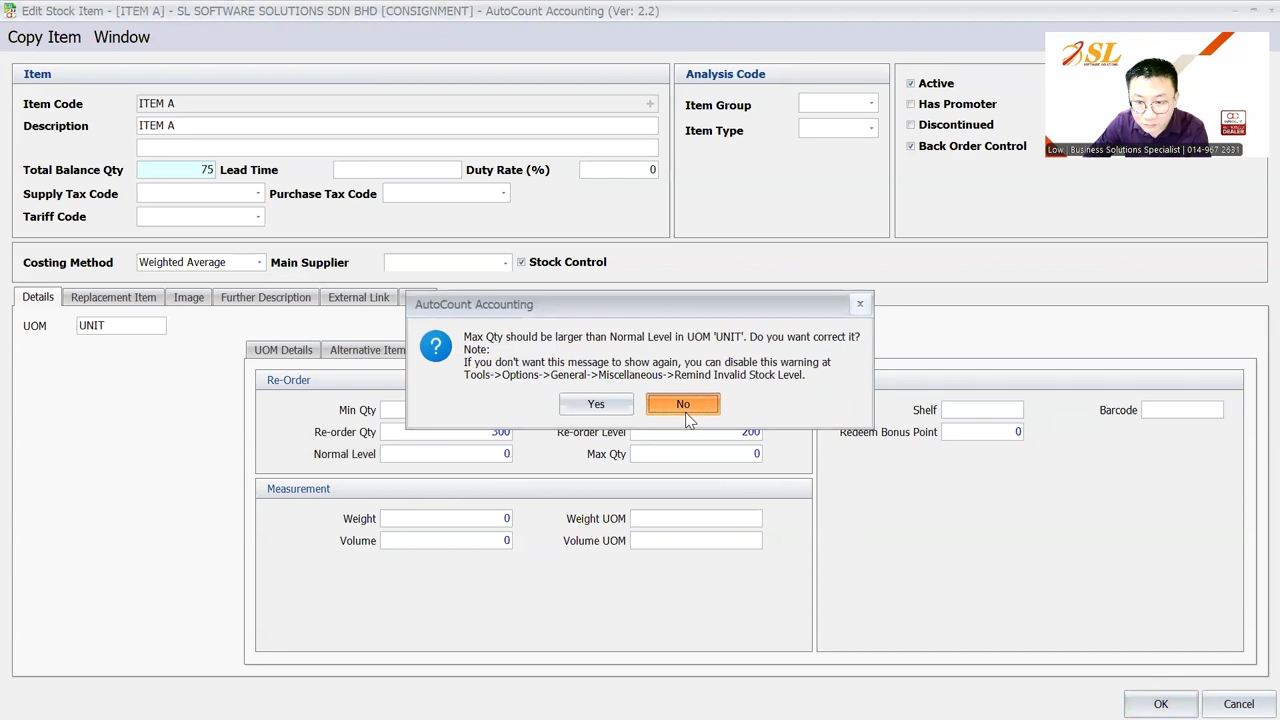 Edit Stock Item - [ITEM A] - SL SOFTWARE SOLUTIONS SDN BHD [CONSIGNMENT] - AutoCount Accounting (Ver: 2.2)
Copy Item Window
Item
Item Code ITEM A
Description ITEM A
Total Balance Qty 75 Lead Time Duty Rate (%) 0
Supply Tax Code Purchase Tax Code
Tariff Code
Analysis Code
Item Group
Item Type
Active
Has Promoter
Discontinued
Back Order Control
SL
SOFTWARE SOLUTIONS
Low | Business Solutions Specialist | 014-967 2631
Costing Method Weighted Average Main Supplier Stock Control
Details Replacement Item Image Further Description External Link
UOM UNIT
UOM Details Alternative Item
AutoCount Accounting
Max Qty should be larger than Normal Level in UOM 'UNIT'. Do you want correct it?
Note:
If you don't want this message to show again, you can disable this warning at
Tools->Options->General->Miscellaneous->Remind Invalid Stock Level.
Yes No
Re-Order
Min Qty
Re-order Qty 300 Re-order Level 200
Normal Level 0 Max Qty 0
Shelf Barcode
Redeem Bonus Point 0
Measurement
Weight 0 Weight UOM
Volume 0 Volume UOM
OK Cancel